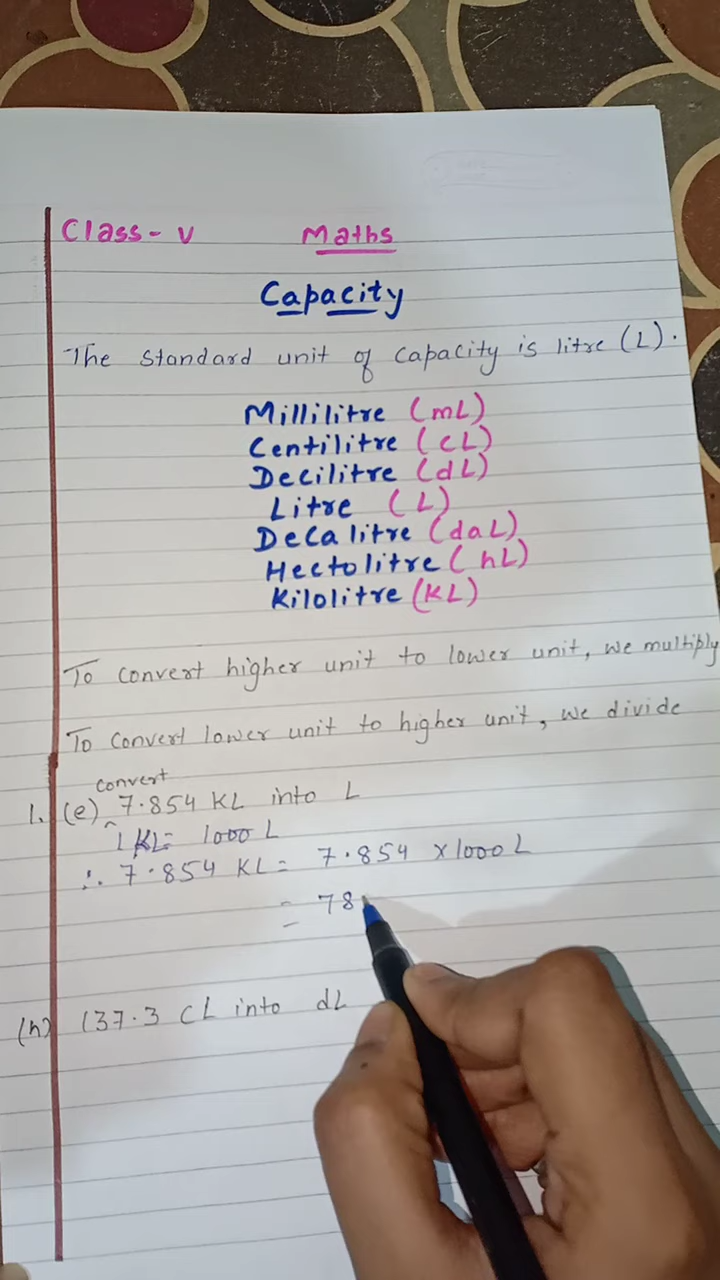 Class- V Maths
Capacity
The standard unit of capacity is litre (L).
Millilitre (mL)
Centilitre (cL)
Decilitre (dL)
Litre (L)
Decalitre (daL)
Hectolitre (hL)
Kilolitre (KL)
To convert higher unit to lower unit, we multiply
To convert lower unit to higher unit, we divide
convert
1. (e) ^ 7.854 KL into L
1 KL = 1000 L
∴ 7.854 KL = 7.854 x 1000 L
= 78
(h) 137.3 CL into dL